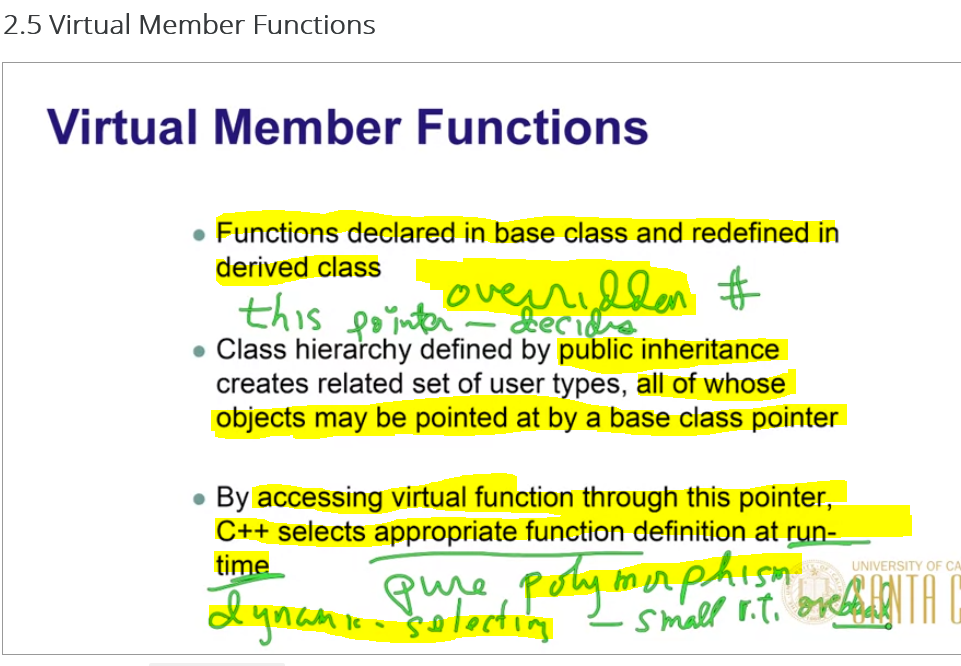 2.5 Virtual Member Functions
Virtual Member Functions
• Functions declared in base class and redefined in
derived class
overridden #
this pointer – decides
• Class hierarchy defined by public inheritance
creates related set of user types, all of whose
objects may be pointed at by a base class pointer
• By accessing virtual function through this pointer,
C++ selects appropriate function definition at run-
time
pure polymorphism
dynamic - selecting – small r.t.
UNIVERSITY OF CA
SANTA C